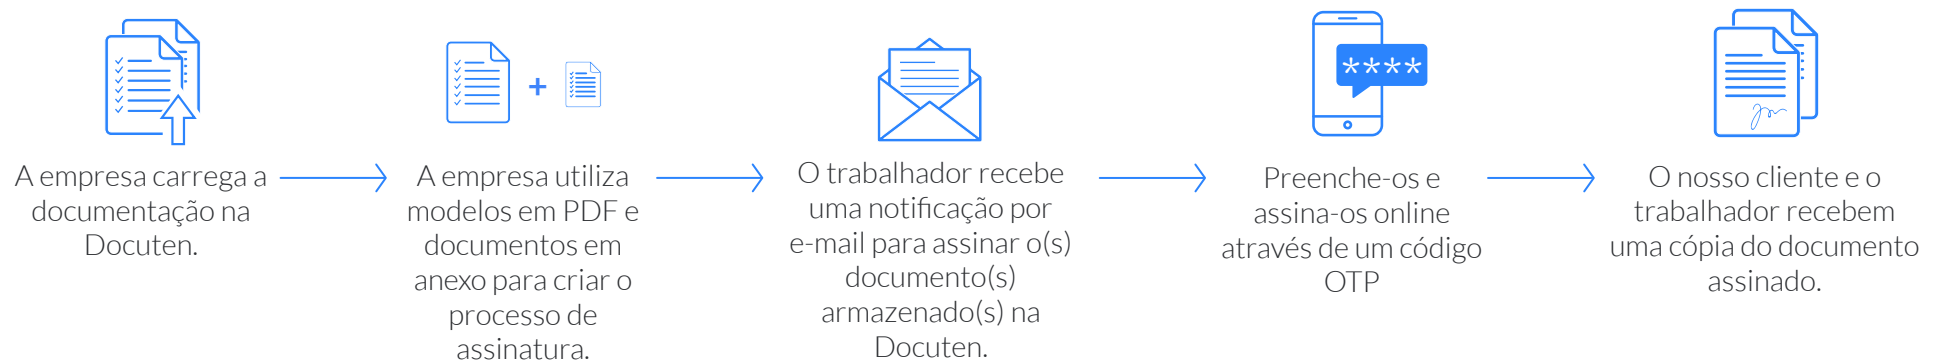 ****
A empresa carrega a
documentação na
Docuten.
A empresa utiliza
modelos em PDF e
documentos em
anexo para criar o
processo de
assinatura.
O trabalhador recebe
uma notificação por
e-mail para assinar o(s)
documento(s)
armazenado(s) na
Docuten.
Preenche-os e
assina-os online
através de um código
OTP
O nosso cliente e o
trabalhador recebem
uma cópia do documento
assinado.